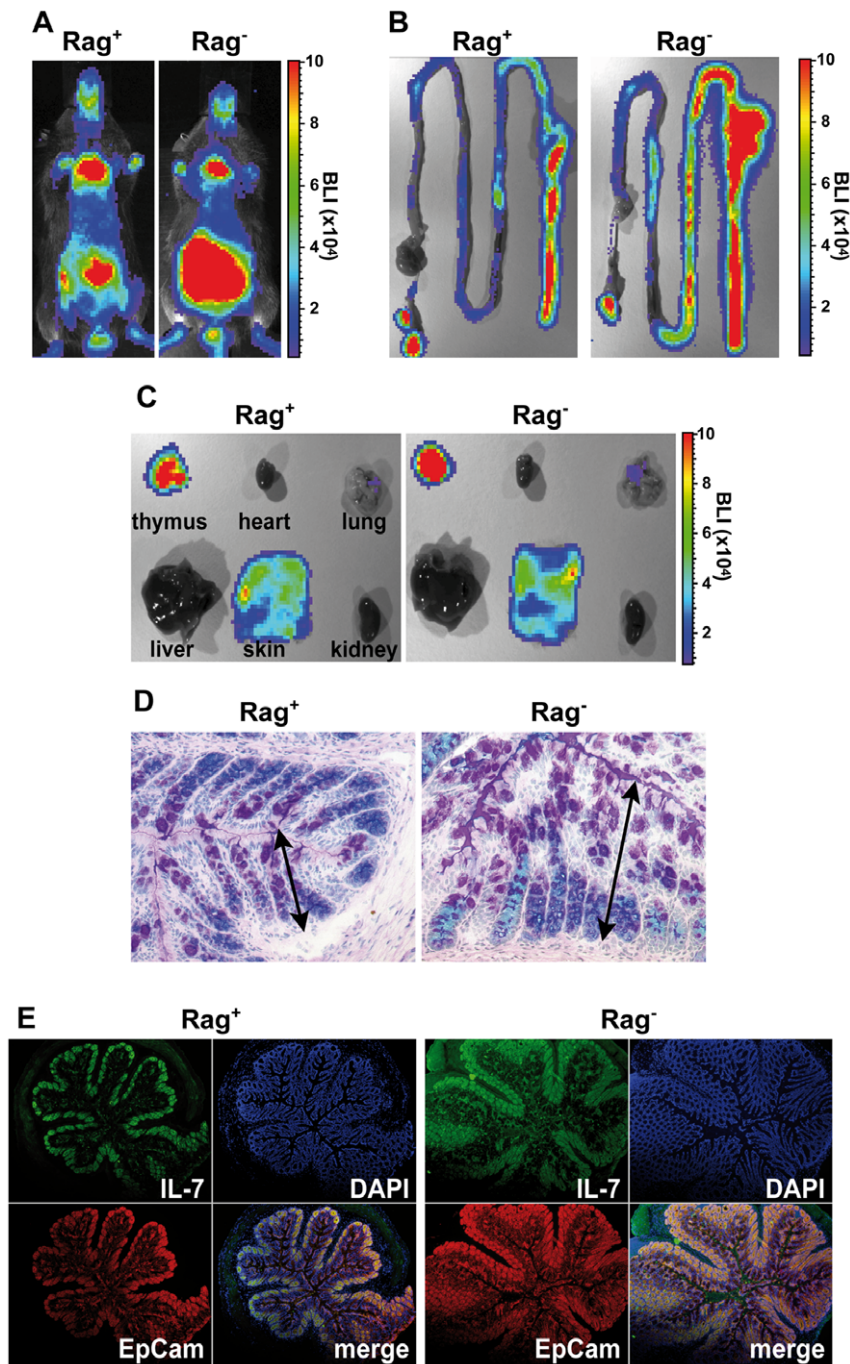 A
Rag⁺ Rag⁻
10
8
6
4
2
BLI (x10⁴)
B
Rag⁺ Rag⁻
10
8
6
4
2
BLI (x10⁴)
C
Rag⁺ Rag⁻
thymus heart lung
liver skin kidney
10
8
6
4
2
BLI (x10⁴)
D
Rag⁺ Rag⁻
E
Rag⁺ Rag⁻
IL-7 DAPI IL-7 DAPI
EpCam merge EpCam merge